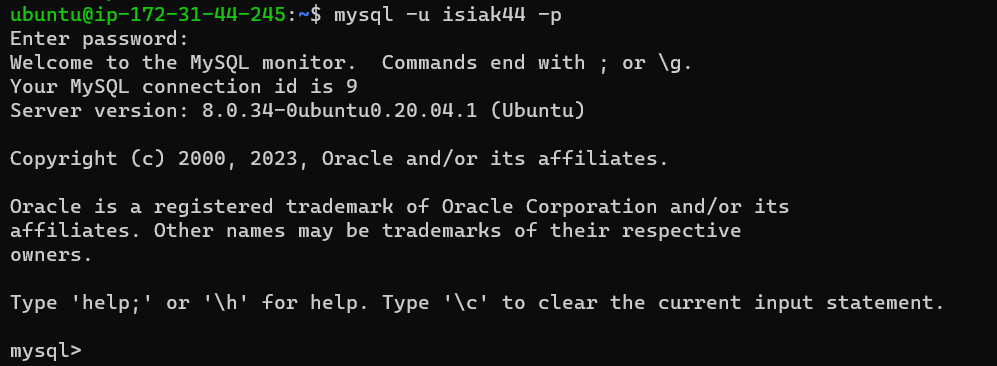 ubuntu@ip-172-31-44-245:~$ mysql -u isiak44 -p
Enter password:
Welcome to the MySQL monitor.  Commands end with ; or \g.
Your MySQL connection id is 9
Server version: 8.0.34-0ubuntu0.20.04.1 (Ubuntu)
Copyright (c) 2000, 2023, Oracle and/or its affiliates.
Oracle is a registered trademark of Oracle Corporation and/or its
affiliates. Other names may be trademarks of their respective
owners.
Type 'help;' or '\h' for help. Type '\c' to clear the current input statement.
mysql>